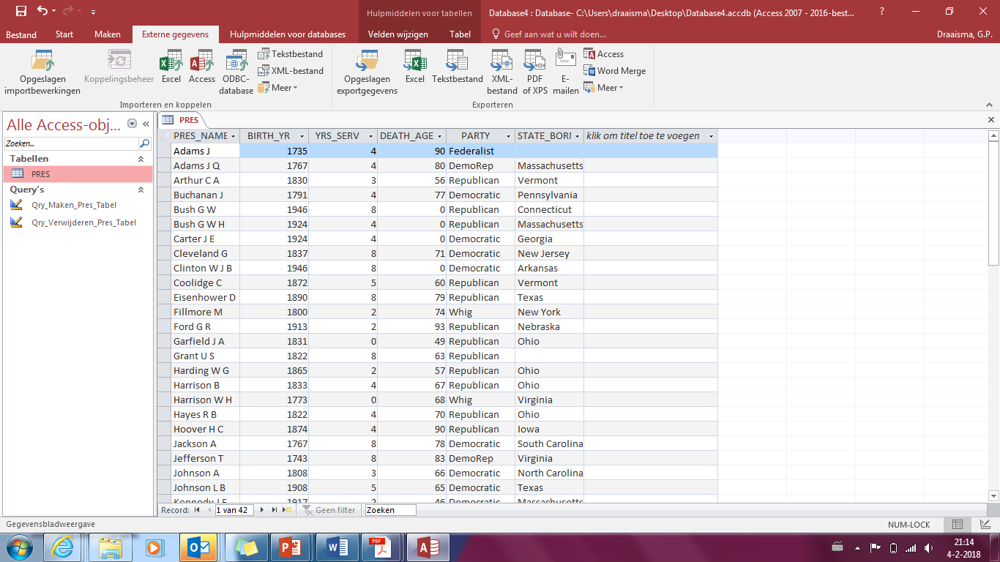 Hulpmiddelen voor tabellen
Database4 : Database- C:\Users\draaisma\Desktop\Database4.accdb (Access 2007 - 2016-best...
?
Bestand Start Maken Externe gegevens Hulpmiddelen voor databases Velden wijzigen Tabel Geef aan wat u wilt doen... Draaisma, G.P.
Opgeslagen importbewerkingen
Koppelingsbeheer
Excel
Access
ODBC-database
Tekstbestand
XML-bestand
Meer
Importeren en koppelen
Opgeslagen exportgegevens
Excel
Tekstbestand
XML-bestand
PDF of XPS
E-mailen
Access
Word Merge
Meer
Exporteren
Alle Access-obj... «
Zoeken...
Tabellen
PRES
Query's
Qry_Maken_Pres_Tabel
Qry_Verwijderen_Pres_Tabel
PRES
PRES_NAME BIRTH_YR YRS_SERV DEATH_AGE PARTY STATE_BORN klik om titel toe te voegen
Adams J 1735 4 90 Federalist
Adams J Q 1767 4 80 DemoRep Massachusetts
Arthur C A 1830 3 56 Republican Vermont
Buchanan J 1791 4 77 Democratic Pennsylvania
Bush G W 1946 8 0 Republican Connecticut
Bush G W H 1924 4 0 Republican Massachusetts
Carter J E 1924 4 0 Democratic Georgia
Cleveland G 1837 8 71 Democratic New Jersey
Clinton W J B 1946 8 0 Democratic Arkansas
Coolidge C 1872 5 60 Republican Vermont
Eisenhower D 1890 8 79 Republican Texas
Fillmore M 1800 2 74 Whig New York
Ford G R 1913 2 93 Republican Nebraska
Garfield J A 1831 0 49 Republican Ohio
Grant U S 1822 8 63 Republican
Harding W G 1865 2 57 Republican Ohio
Harrison B 1833 4 67 Republican Ohio
Harrison W H 1773 0 68 Whig Virginia
Hayes R B 1822 4 70 Republican Ohio
Hoover H C 1874 4 90 Republican Iowa
Jackson A 1767 8 78 Democratic South Carolina
Jefferson T 1743 8 83 DemoRep Virginia
Johnson A 1808 3 66 Democratic North Carolina
Johnson L B 1908 5 65 Democratic Texas
Kennedy J F 1917 2 46 Democratic Massachusetts
Record: 1 van 42 Geen filter Zoeken
Gegevensbladweergave NUM-LOCK
21:14
4-2-2018